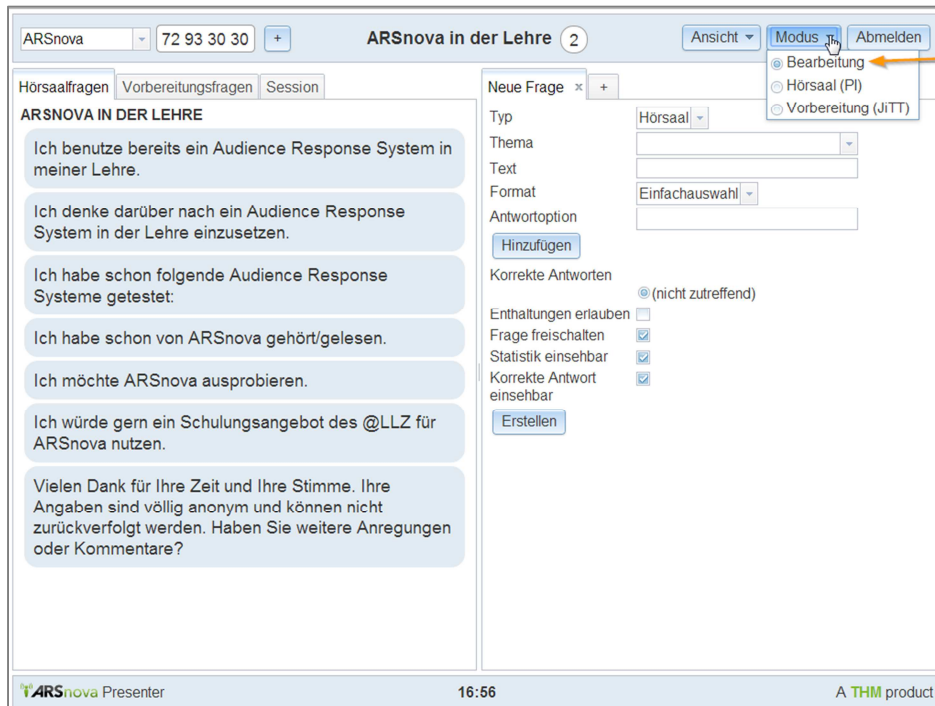 ARSnova 72 93 30 30 + ARSnova in der Lehre 2 Ansicht Modus Abmelden
Bearbeitung
Hörsaal (PI)
Vorbereitung (JiTT)
Hörsaalfragen Vorbereitungsfragen Session
ARSNOVA IN DER LEHRE
Ich benutze bereits ein Audience Response System in
meiner Lehre.
Ich denke darüber nach ein Audience Response
System in der Lehre einzusetzen.
Ich habe schon folgende Audience Response
Systeme getestet:
Ich habe schon von ARSnova gehört/gelesen.
Ich möchte ARSnova ausprobieren.
Ich würde gern ein Schulungsangebot des @LLZ für
ARSnova nutzen.
Vielen Dank für Ihre Zeit und Ihre Stimme. Ihre
Angaben sind völlig anonym und können nicht
zurückverfolgt werden. Haben Sie weitere Anregungen
oder Kommentare?
Neue Frage x +
Typ Hörsaal
Thema
Text
Format Einfachauswahl
Antwortoption
Hinzufügen
Korrekte Antworten
(nicht zutreffend)
Enthaltungen erlauben
Frage freischalten
Statistik einsehbar
Korrekte Antwort
einsehbar
Erstellen
ARSnova Presenter 16:56 A THM product